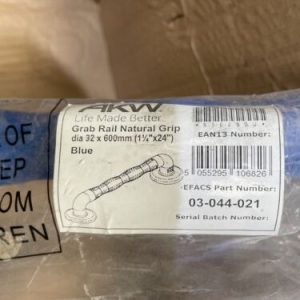 AKW
Life Made Better.
Grab Rail Natural Grip
dia 32 x 600mm (1¼"x24")
Blue
EAN13 Number:
5 055295 106826
EFACS Part Number:
03-044-021
Serial Batch Number:
OF
EP
OM
REN